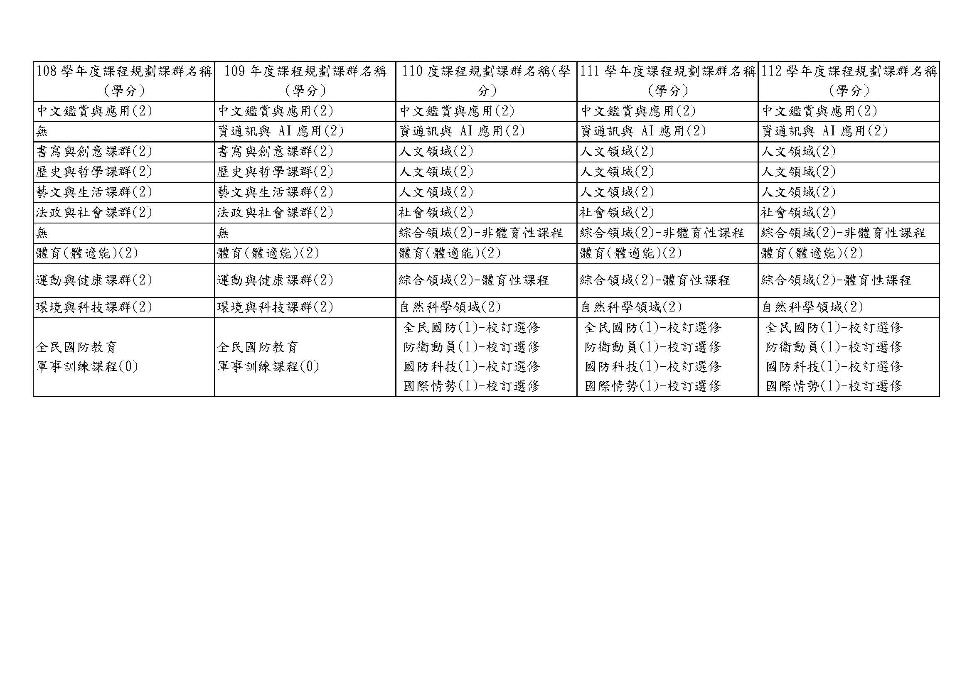 108 學年度課程規劃課群名稱 109 年度課程規劃課群名稱 110 度課程規劃課群名稱(學 111 學年度課程規劃課群名稱 112 學年度課程規劃課群名稱
(學分) (學分) 分) (學分) (學分)
中文鑑賞與應用(2) 中文鑑賞與應用(2) 中文鑑賞與應用(2) 中文鑑賞與應用(2) 中文鑑賞與應用(2)
無 資通訊與 AI 應用(2) 資通訊與 AI 應用(2) 資通訊與 AI 應用(2) 資通訊與 AI 應用(2)
書寫與創意課群(2) 書寫與創意課群(2) 人文領域(2) 人文領域(2) 人文領域(2)
歷史與哲學課群(2) 歷史與哲學課群(2) 人文領域(2) 人文領域(2) 人文領域(2)
藝文與生活課群(2) 藝文與生活課群(2) 人文領域(2) 人文領域(2) 人文領域(2)
法政與社會課群(2) 法政與社會課群(2) 社會領域(2) 社會領域(2) 社會領域(2)
無 無 綜合領域(2)-非體育性課程 綜合領域(2)-非體育性課程 綜合領域(2)-非體育性課程
體育(體適能)(2) 體育(體適能)(2) 體育(體適能)(2) 體育(體適能)(2) 體育(體適能)(2)
運動與健康課群(2) 運動與健康課群(2) 綜合領域(2)-體育性課程 綜合領域(2)-體育性課程 綜合領域(2)-體育性課程
環境與科技課群(2) 環境與科技課群(2) 自然科學領域(2) 自然科學領域(2) 自然科學領域(2)
全民國防(1)-校訂選修 全民國防(1)-校訂選修 全民國防(1)-校訂選修
全民國防教育 全民國防教育 防衛動員(1)-校訂選修 防衛動員(1)-校訂選修 防衛動員(1)-校訂選修
軍事訓練課程(0) 軍事訓練課程(0) 國防科技(1)-校訂選修 國防科技(1)-校訂選修 國防科技(1)-校訂選修
國際情勢(1)-校訂選修 國際情勢(1)-校訂選修 國際情勢(1)-校訂選修